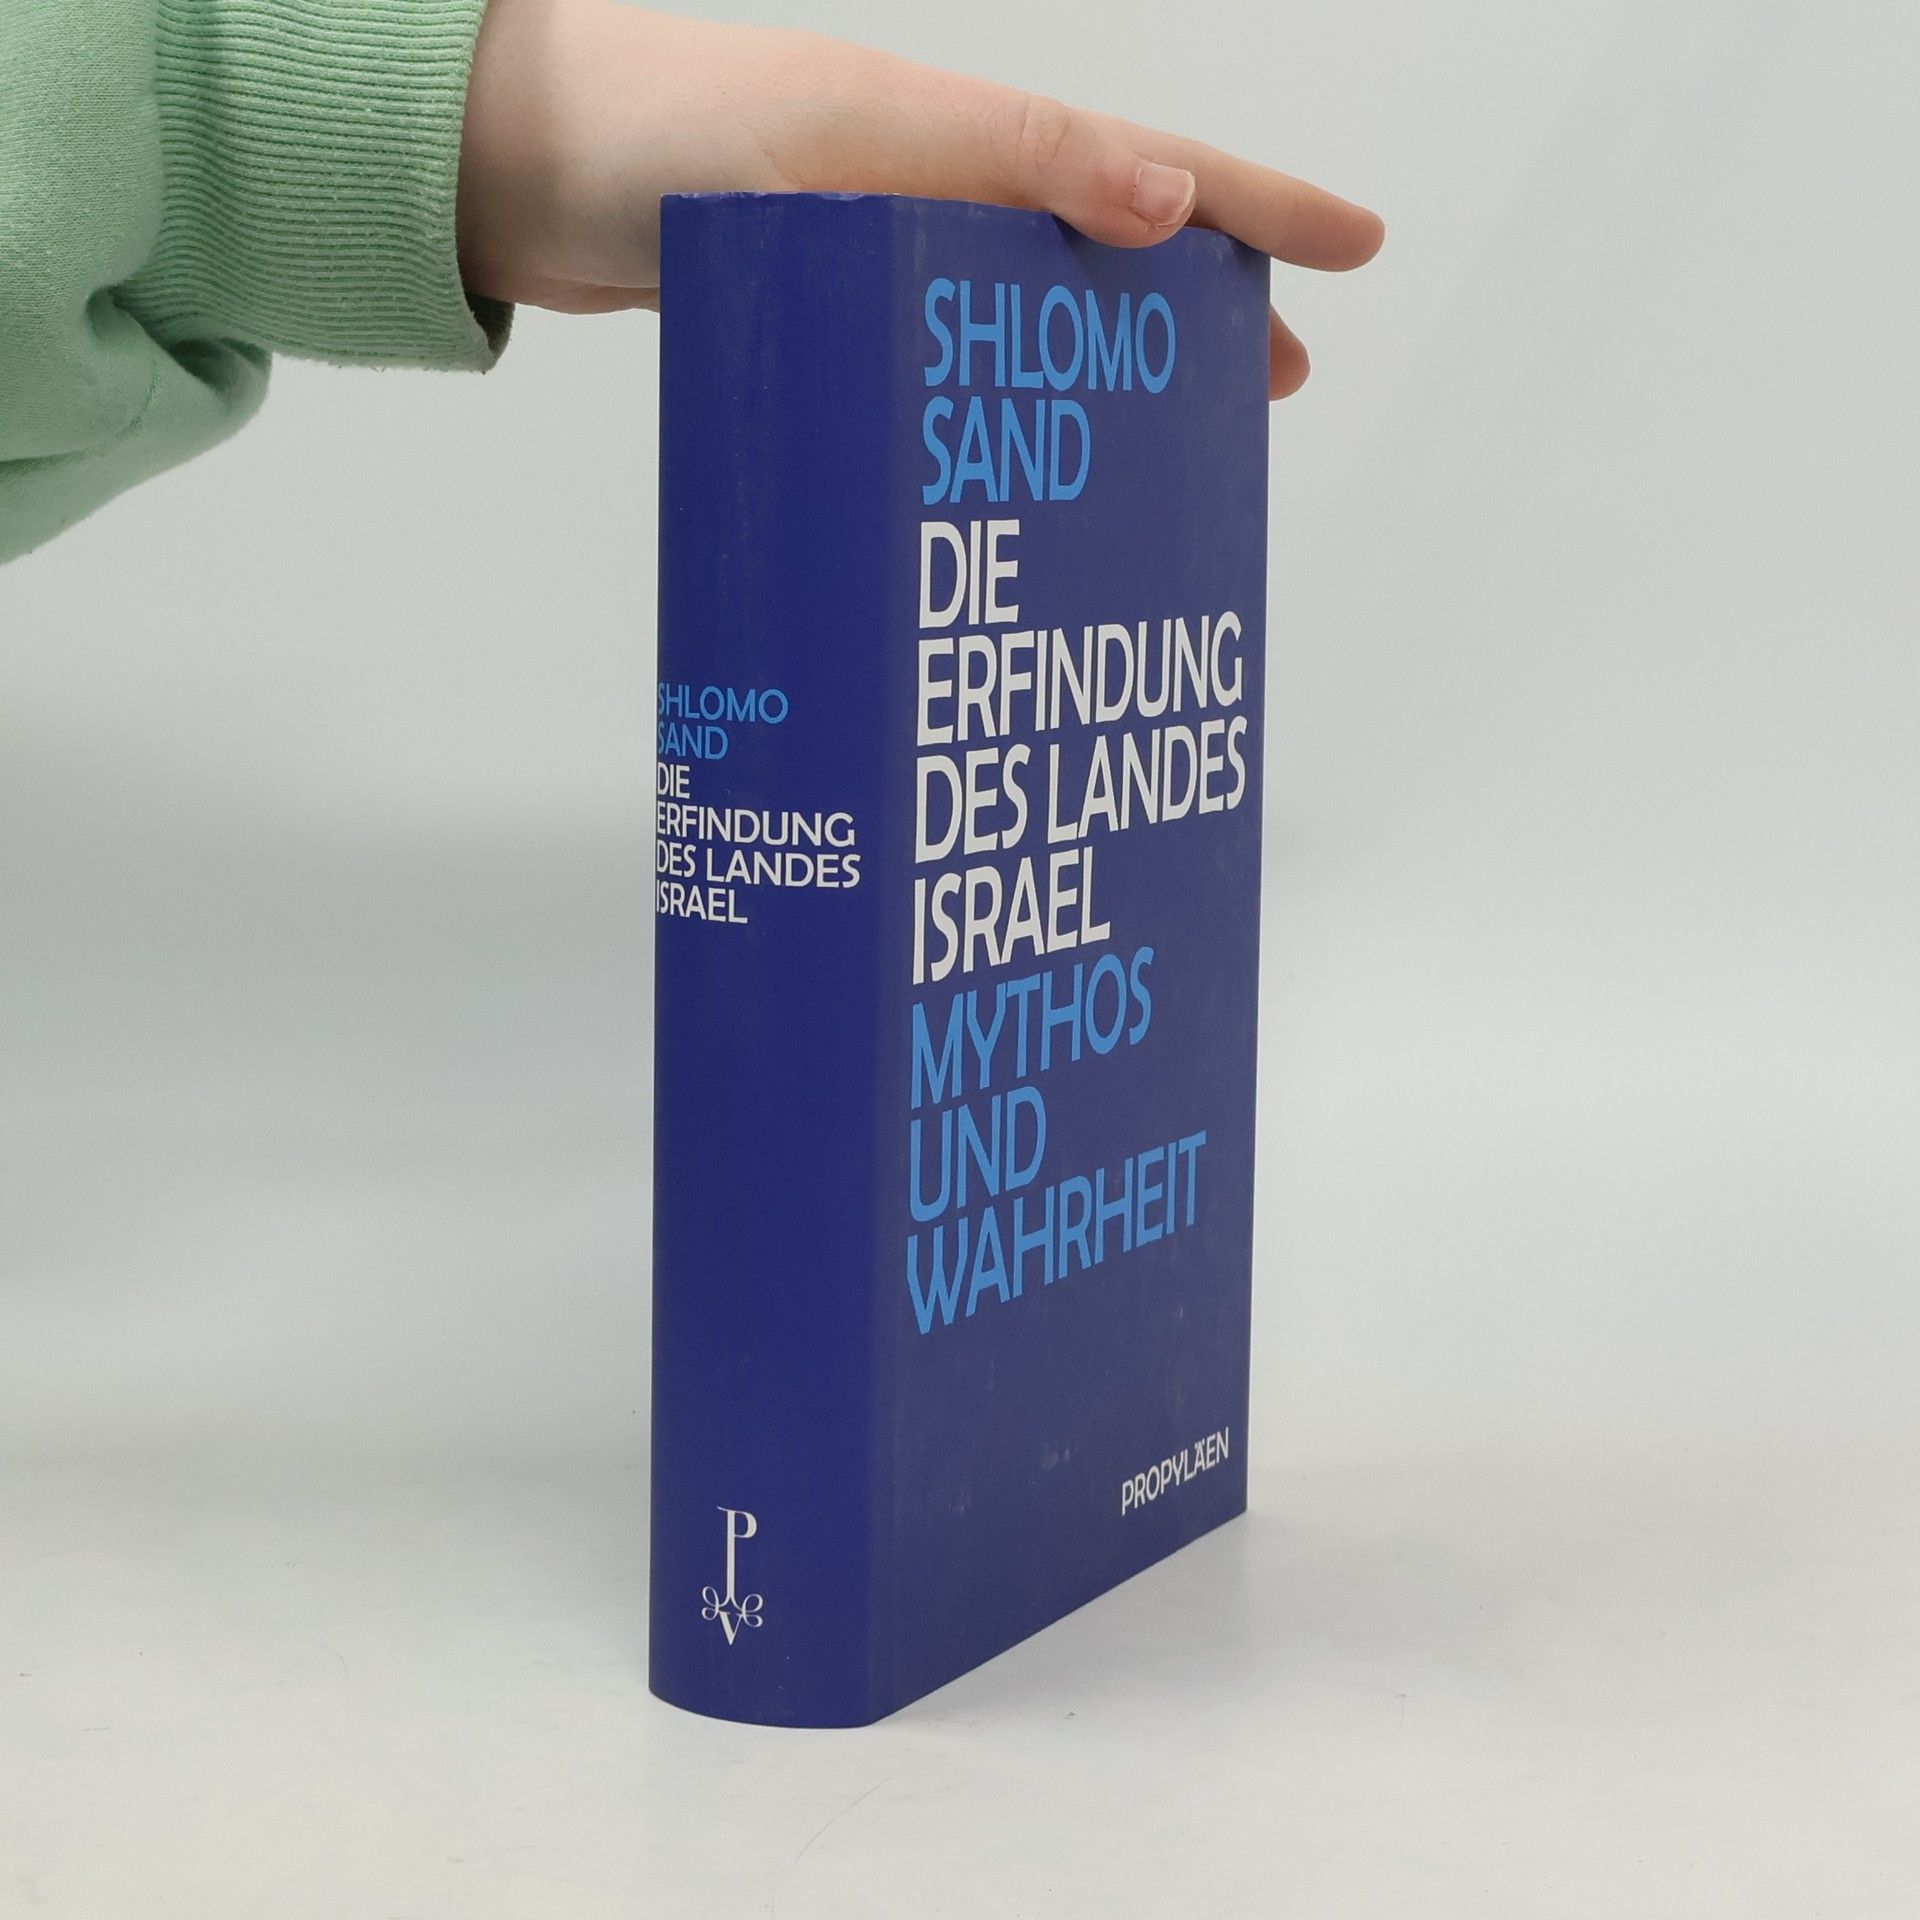 SHLOMO
SAND
DIE
ERFINDUNG
DES LANDES
ISRAEL
P
V
SHLOMO
SAND
DIE
ERFINDUNG
DES LANDES
ISRAEL
MYTHOS
UND
WAHRHEIT
PROPYLÄEN